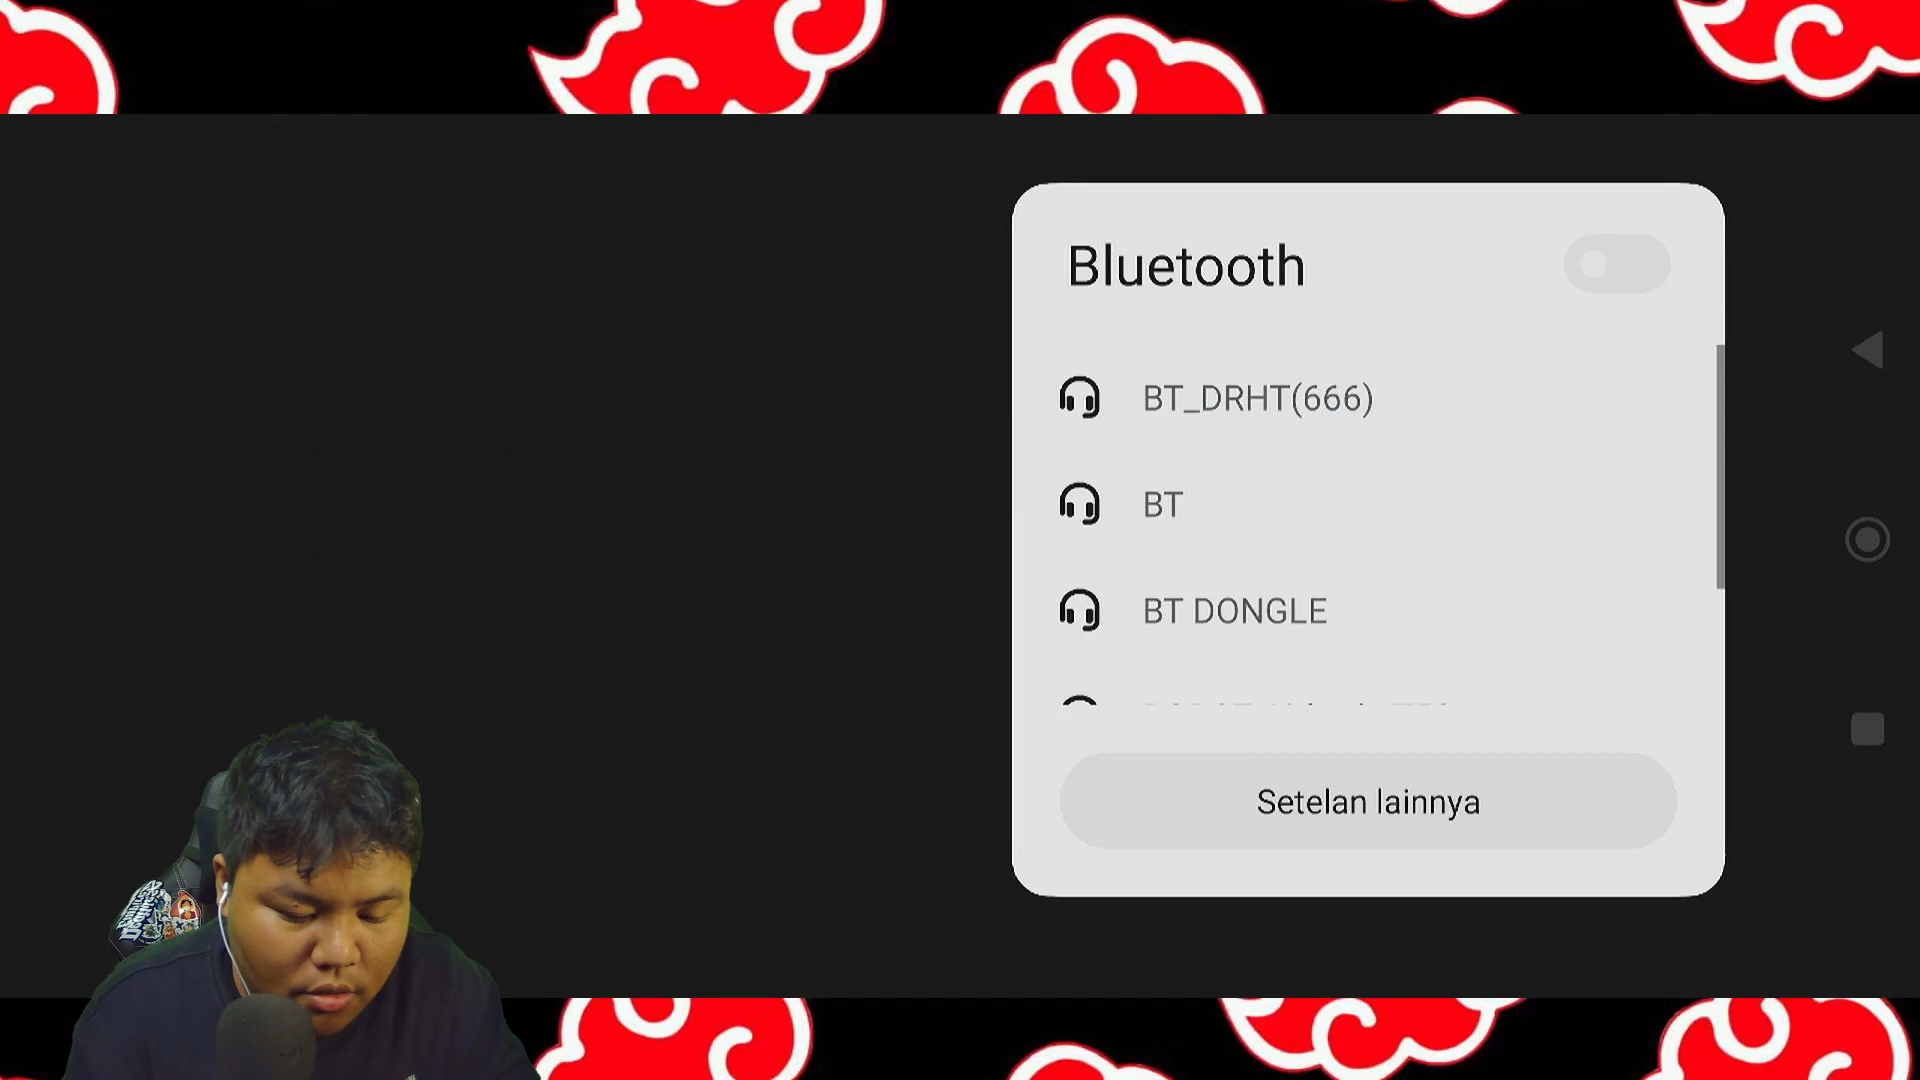 Bluetooth
BT_DRHT(666)
BT
BT DONGLE
Setelan lainnya